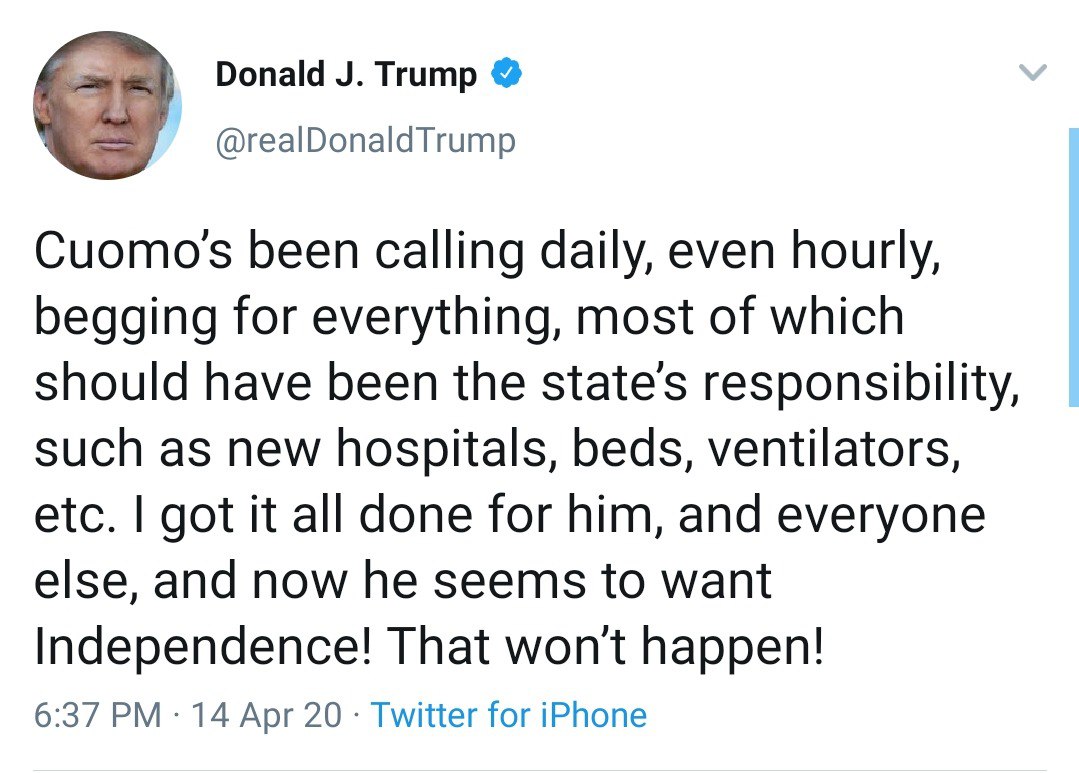 Donald J. Trump
@realDonaldTrump
Cuomo’s been calling daily, even hourly,
begging for everything, most of which
should have been the state’s responsibility,
such as new hospitals, beds, ventilators,
etc. I got it all done for him, and everyone
else, and now he seems to want
Independence! That won’t happen!
6:37 PM · 14 Apr 20 · Twitter for iPhone